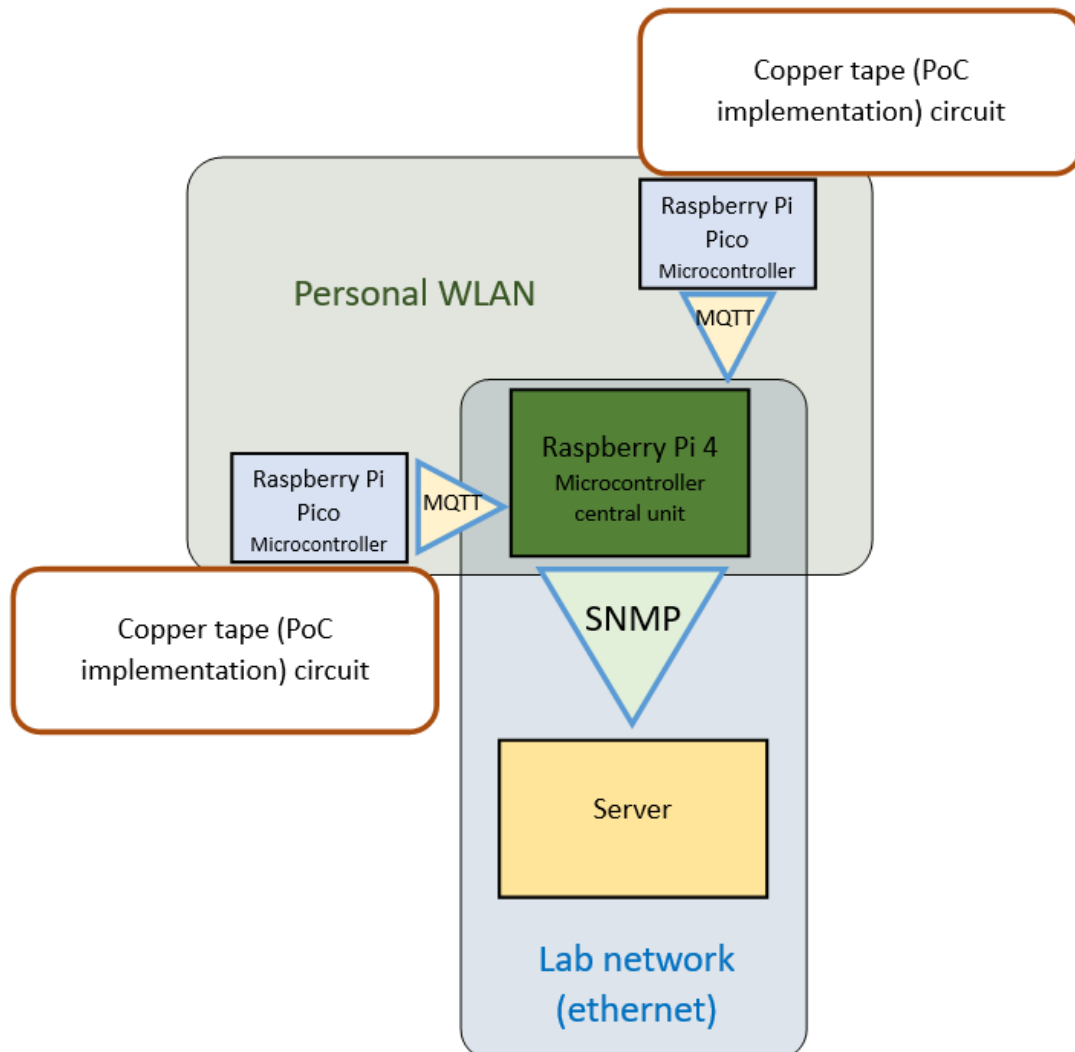 Copper tape (PoC
implementation) circuit
Raspberry Pi
Pico
Microcontroller
Personal WLAN
MQTT
Raspberry Pi 4
Microcontroller
central unit
Raspberry Pi
Pico
Microcontroller
MQTT
Copper tape (PoC
implementation) circuit
SNMP
Server
Lab network
(ethernet)